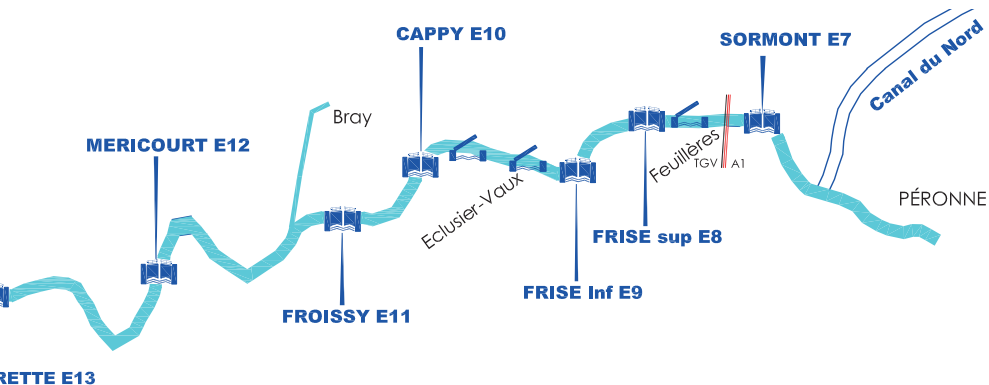 CAPPY E10
SORMONT E7
Canal du Nord
Bray
MERICOURT E12
Feuillères
TGV A1
Eclusier-Vaux
PÉRONNE
FRISE sup E8
FRISE Inf E9
FROISSY E11
RETTE E13